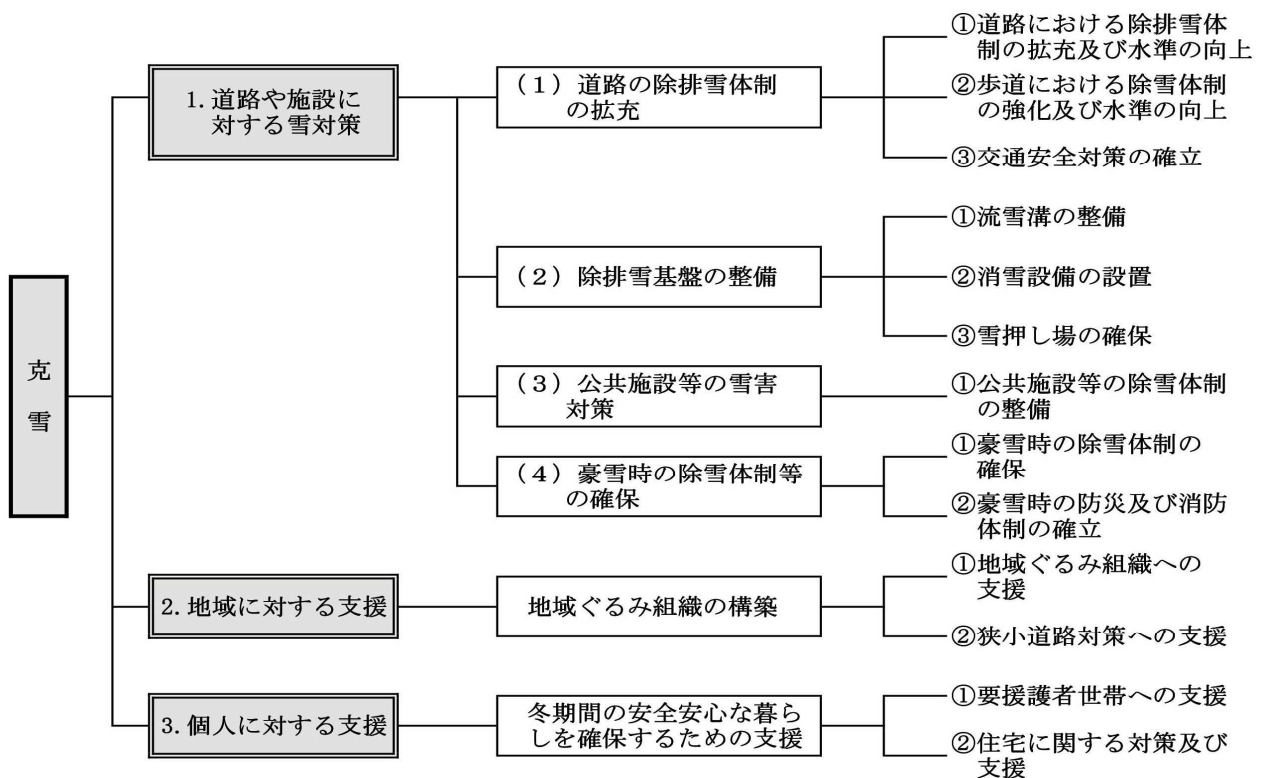 克
雪
1.道路や施設に
対する雪対策
(1)道路の除排雪体制
の拡充
①道路における除排雪体
制の拡充及び水準の向上
②歩道における除雪体制
の強化及び水準の向上
③交通安全対策の確立
(2)除排雪基盤の整備
①流雪溝の整備
②消雪設備の設置
③雪押し場の確保
(3)公共施設等の雪害
対策
①公共施設等の除雪体制
の整備
(4)豪雪時の除雪体制等
の確保
①豪雪時の除雪体制の
確保
②豪雪時の防災及び消防
体制の確立
2.地域に対する支援
地域ぐるみ組織の構築
①地域ぐるみ組織への
支援
②狭小道路対策への支援
3.個人に対する支援
冬期間の安全安心な暮ら
しを確保するための支援
①要援護者世帯への支援
②住宅に関する対策及び
支援